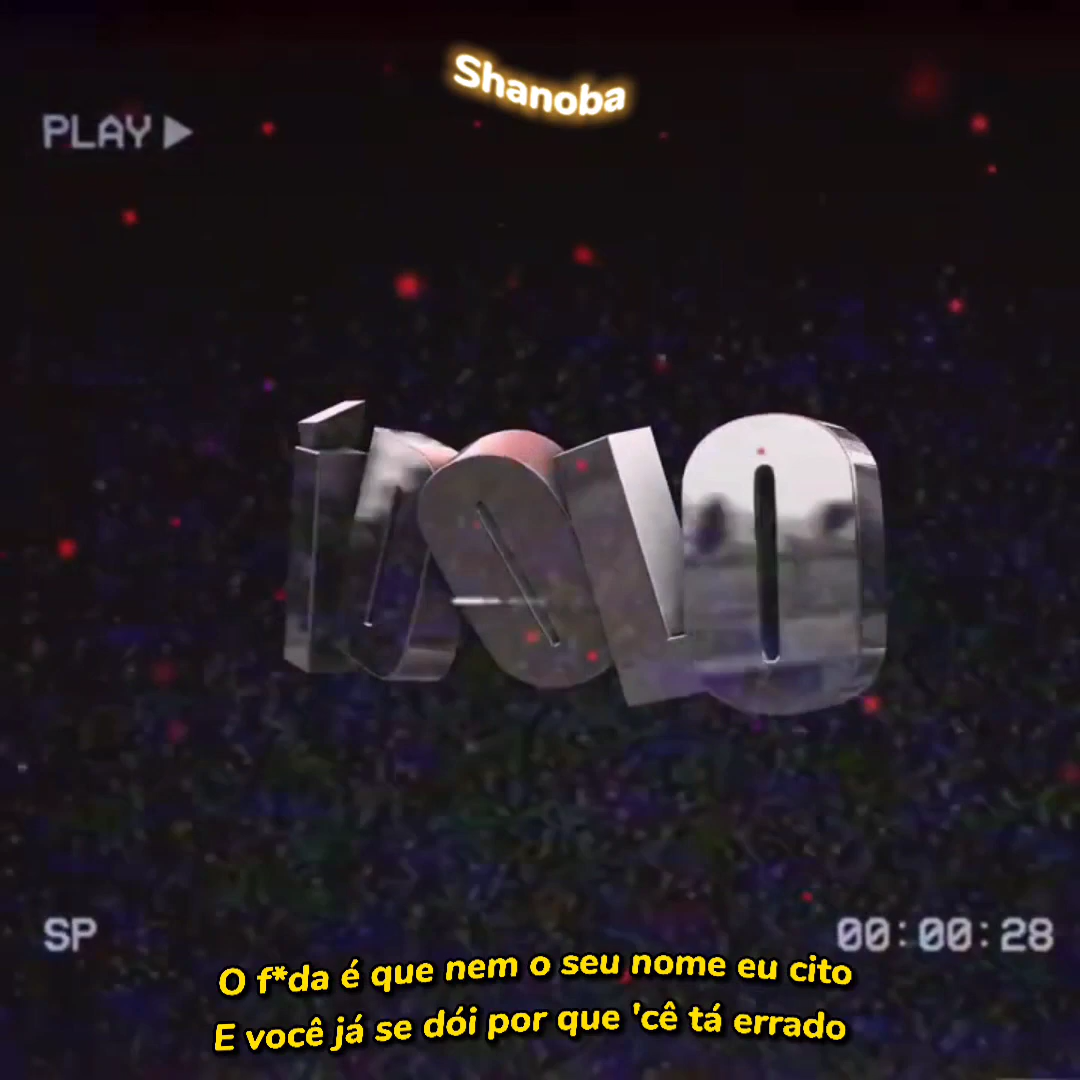 Shanoba
PLAY
ÍDOLO
SP
00:00:28
O f*da é que nem o seu nome eu cito
E você já se dói por que 'cê tá errado